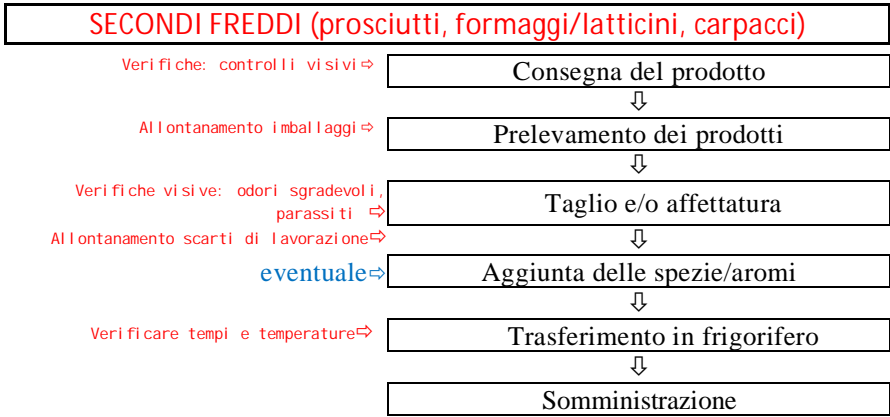 SECONDI FREDDI (prosciutti, formaggi/latticini, carpacci)
Verifiche: controlli visivi⇨
Consegna del prodotto
⇩
Allontanamento imballaggi⇨
Prelevamento dei prodotti
⇩
Verifiche visive: odori sgradevoli,
parassiti ⇨
Taglio e/o affettatura
Allontanamento scarti di lavorazione⇨
⇩
eventuale⇨
Aggiunta delle spezie/aromi
⇩
Verificare tempi e temperature⇨
Trasferimento in frigorifero
⇩
Somministrazione